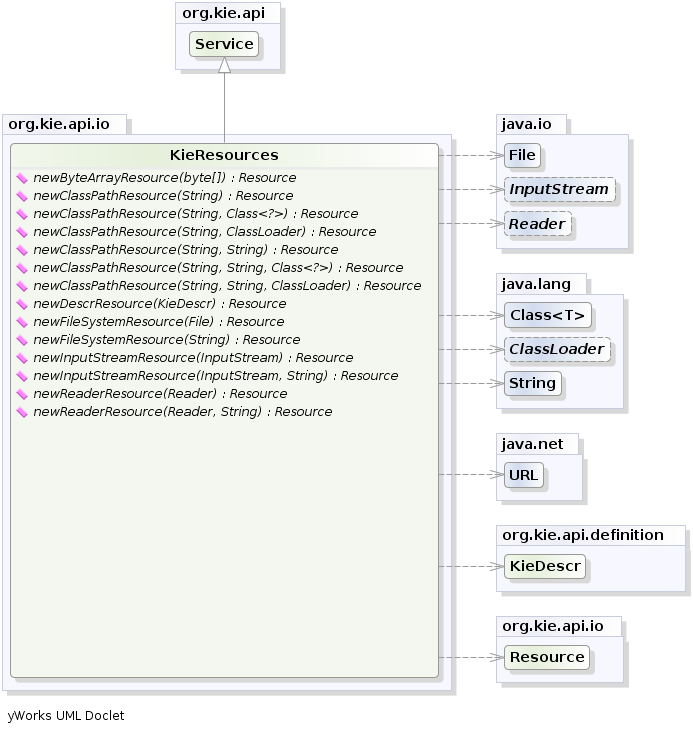 org.kie.api
Service
org.kie.api.io
KieResources
newByteArrayResource(byte[]) : Resource
newClassPathResource(String) : Resource
newClassPathResource(String, Class<?>) : Resource
newClassPathResource(String, ClassLoader) : Resource
newClassPathResource(String, String) : Resource
newClassPathResource(String, String, Class<?>) : Resource
newClassPathResource(String, String, ClassLoader) : Resource
newDescrResource(KieDescr) : Resource
newFileSystemResource(File) : Resource
newFileSystemResource(String) : Resource
newInputStreamResource(InputStream) : Resource
newInputStreamResource(InputStream, String) : Resource
newReaderResource(Reader) : Resource
newReaderResource(Reader, String) : Resource
java.io
File
InputStream
Reader
java.lang
Class<T>
ClassLoader
String
java.net
URL
org.kie.api.definition
KieDescr
org.kie.api.io
Resource
yWorks UML Doclet